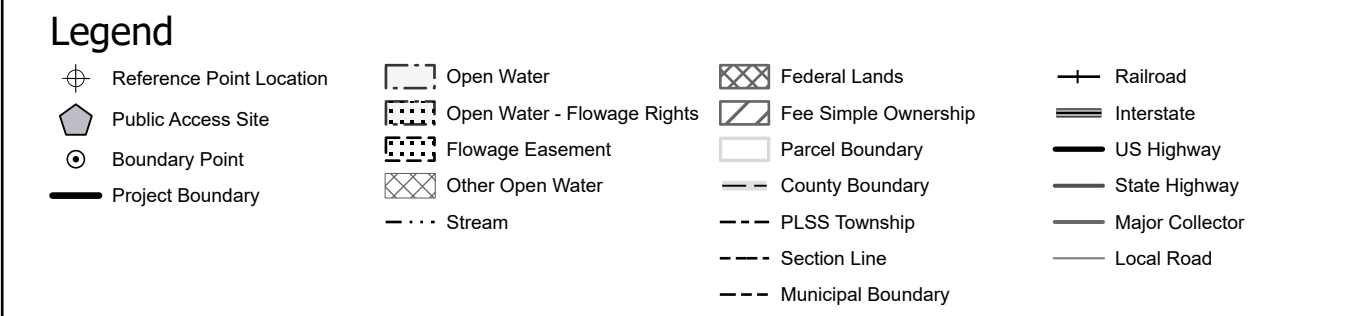 Legend
Reference Point Location
Public Access Site
Boundary Point
Project Boundary
Open Water
Open Water - Flowage Rights
Flowage Easement
Other Open Water
Stream
Federal Lands
Fee Simple Ownership
Parcel Boundary
County Boundary
PLSS Township
Section Line
Municipal Boundary
Railroad
Interstate
US Highway
State Highway
Major Collector
Local Road